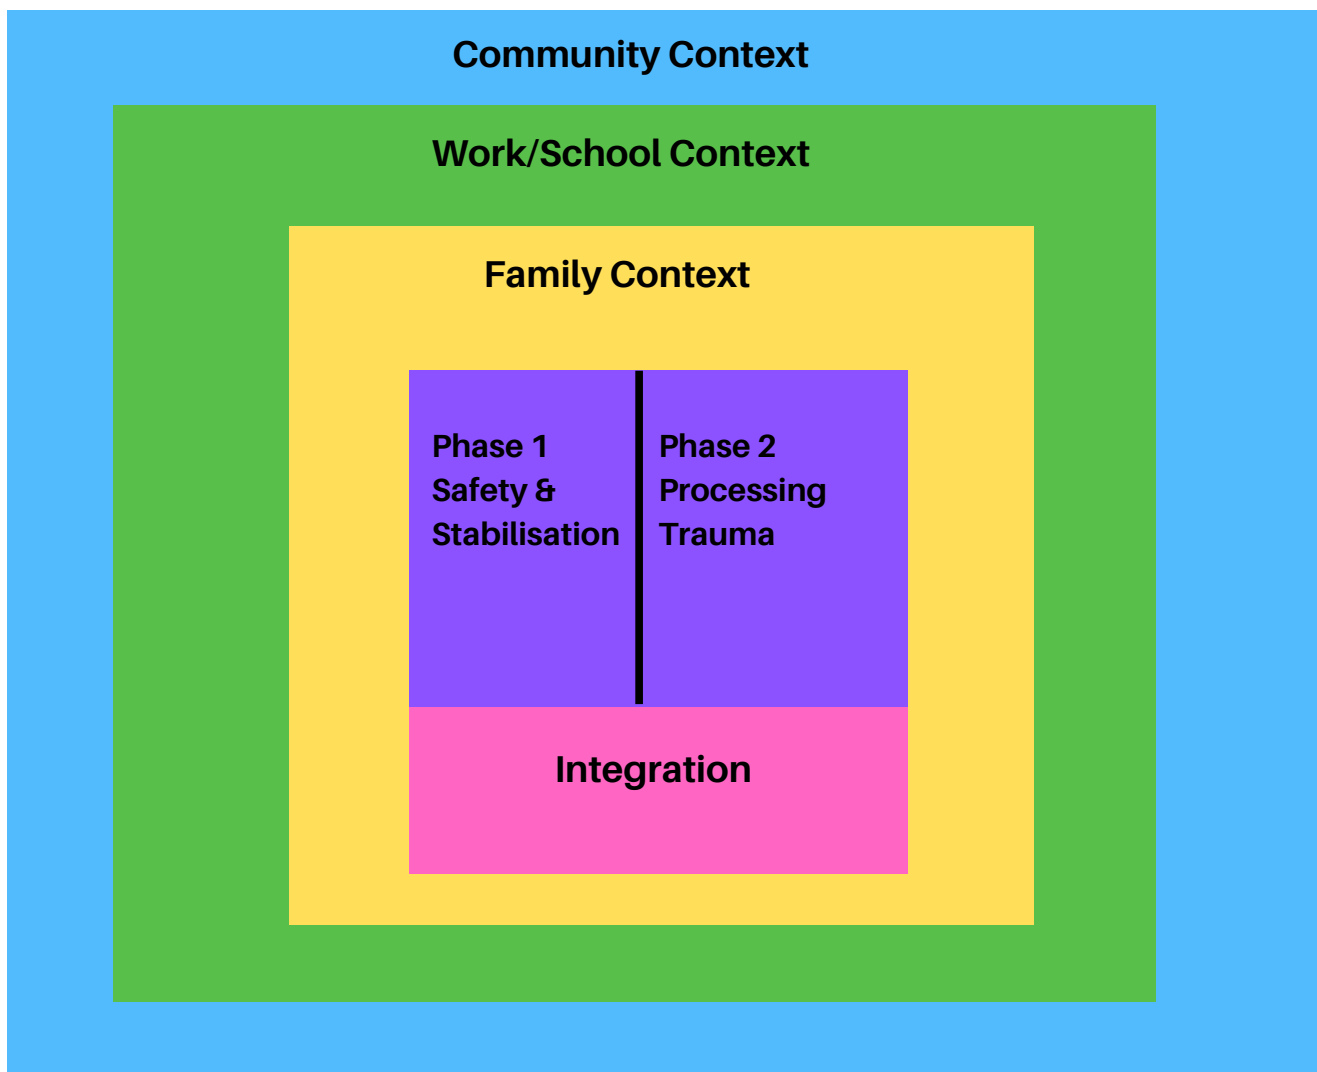 Community Context
Work/School Context
Family Context
Phase 1
Safety &
Stabilisation
Phase 2
Processing
Trauma
Integration